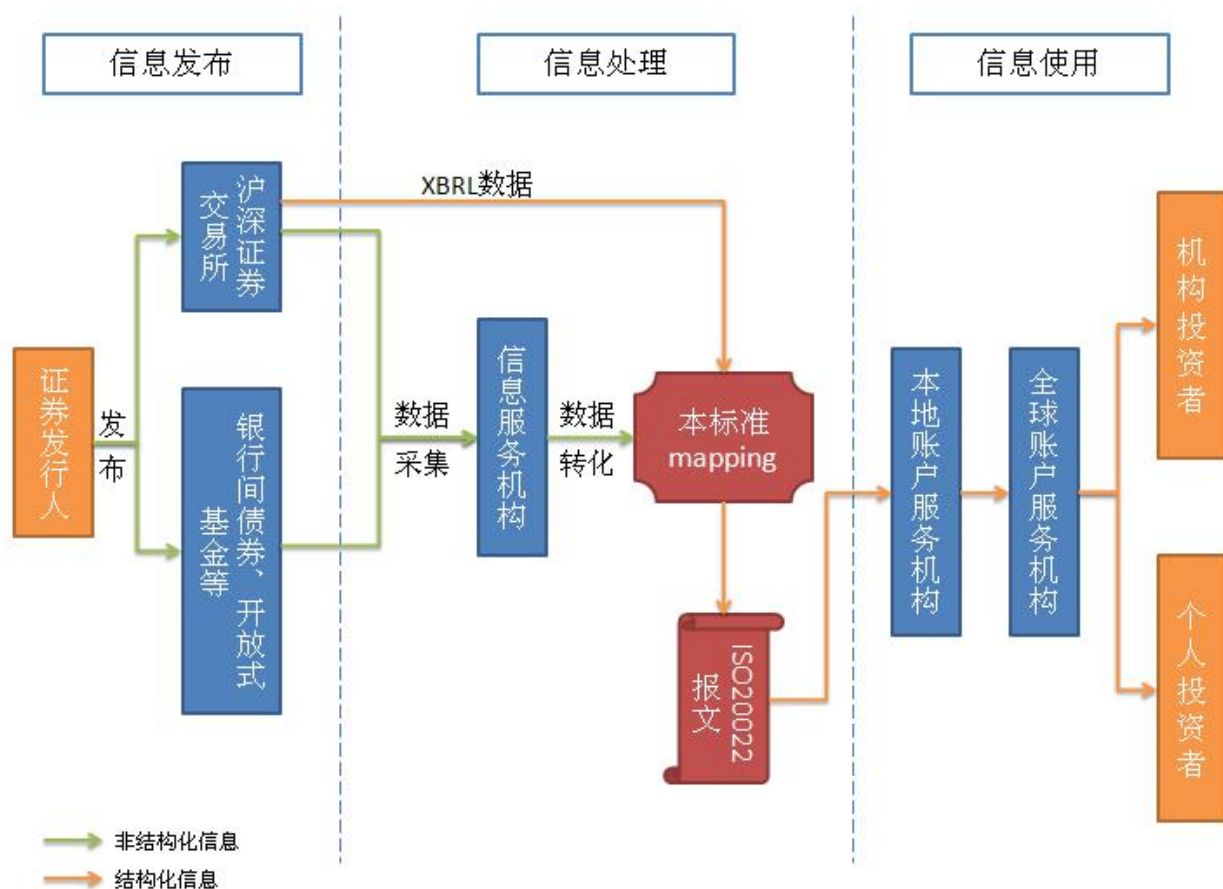 信息发布
信息处理
信息使用
沪深证券
交易所
XBRL数据
证券发行人
发
布
银行间债券、开放式
基金等
数据
采集
信息服务机构
数据
转化
本标准
mapping
ISO20022
报文
本地账户服务机构
全球账户服务机构
机构投资者
个人投资者
非结构化信息
结构化信息